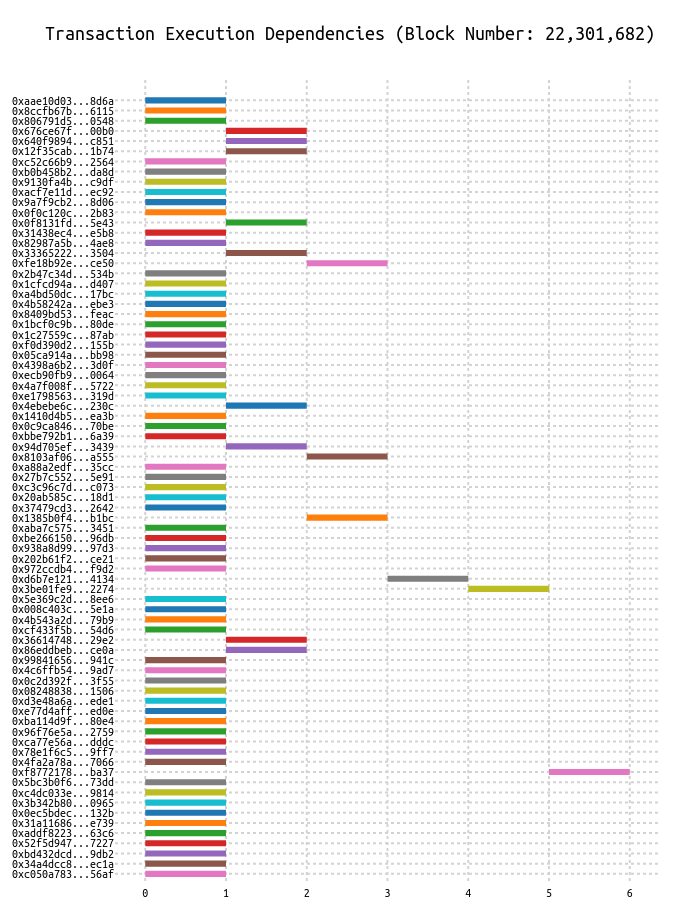 Transaction Execution Dependencies (Block Number: 22,301,682)
0xaae10d03...8d6a
0x8ccfb67b...6115
0x806791d5...0548
0x676ce67f...00b0
0x640f9894...c851
0x12f35cab...1b74
0xc52c66b9...2564
0xb0b458b2...da8d
0x9130fa4b...c9df
0xacf7e11d...ec92
0x9a7f9cb2...8d06
0x0f0c120c...2b83
0x0f8131fd...5e43
0x31438ec4...e5b8
0x82987a5b...4ae8
0x33365222...3504
0xfe18b92e...ce50
0x2b47c34d...534b
0x1cfcd94a...d407
0xa4bd50dc...17bc
0x4b58242a...ebe3
0x8409bd53...feac
0x1bcf0c9b...80de
0x1c27559c...87ab
0xf0d390d2...155b
0x05ca914a...bb98
0x4398a6b2...3d0f
0xecb90fb9...0064
0x4a7f008f...5722
0xe1798563...319d
0x4ebebe6c...230c
0x1410d4b5...ea3b
0x0c9ca846...70be
0xbbe792b1...6a39
0x94d705ef...3439
0x8103af06...a555
0xa88a2edf...35cc
0x27b7c552...5e91
0xc3c96c7d...c073
0x20ab585c...18d1
0x37479cd3...2642
0x1385b0f4...b1bc
0xaba7c575...3451
0xbe266150...96db
0x938a8d99...97d3
0x202b61f2...ce21
0x972ccdb4...f9d2
0xd6b7e121...4134
0x3be01fe9...2274
0x5e369c2d...8ee6
0x008c403c...5e1a
0x4b543a2d...79b9
0xcf433f5b...54d6
0x36614748...29e2
0x86eddbeb...ce0a
0x99841656...941c
0x4c6ffb54...9ad7
0x0c2d392f...3f55
0x08248838...1506
0xd3e48a6a...ede1
0xe77d4aff...ed0e
0xba114d9f...80e4
0x96f76e5a...2759
0xca77e56a...dddc
0x78e1f6c5...9ff7
0x4fa2a78a...7066
0xf8772178...ba37
0x5bc3b0f6...73dd
0xc4dc033e...9814
0x3b342b80...0965
0x0ec5bdec...132b
0x31a11686...e739
0xaddf8223...63c6
0x52f5d947...7227
0xbd432dcd...9db2
0x34a4dcc8...ec1a
0xc050a783...56af
0 1 2 3 4 5 6